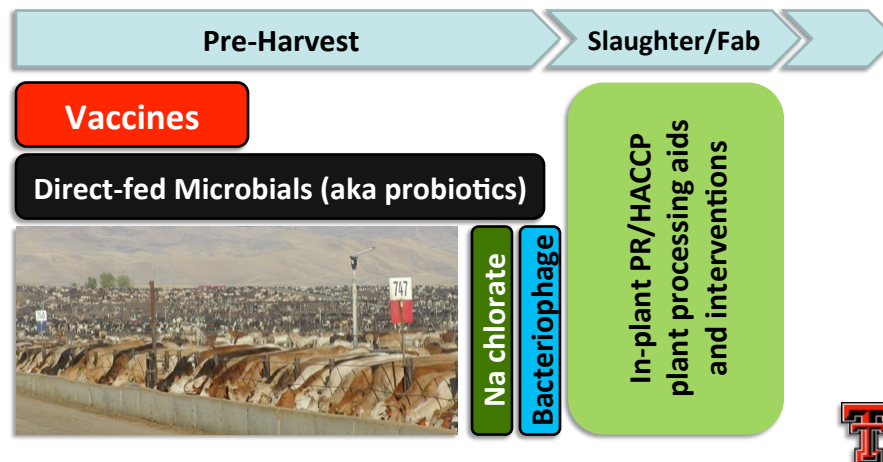 Pre-Harvest
Slaughter/Fab
Vaccines
Direct-fed Microbials (aka probiotics)
747
Na chlorate
Bacteriophage
In-plant PR/HACCP
plant processing aids
and interventions